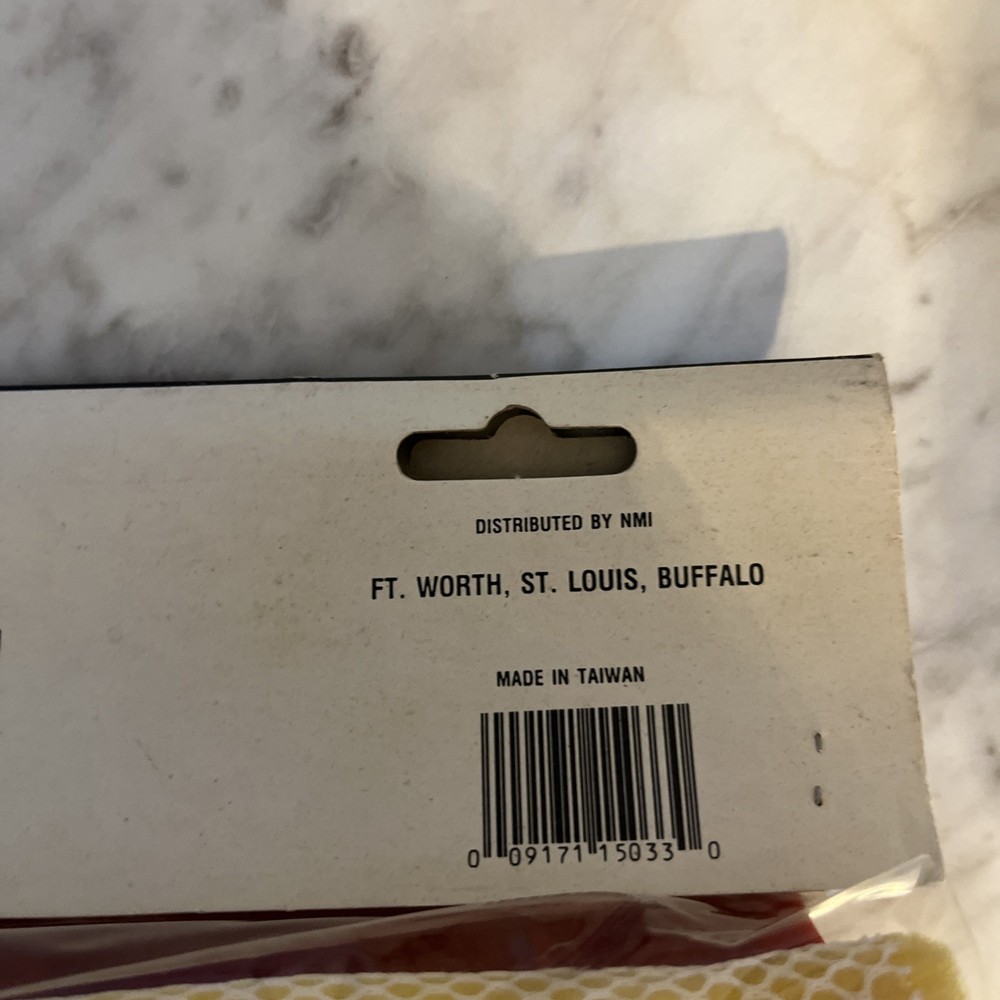 DISTRIBUTED BY NMI
FT. WORTH, ST. LOUIS, BUFFALO
MADE IN TAIWAN
0 09171 15033 0